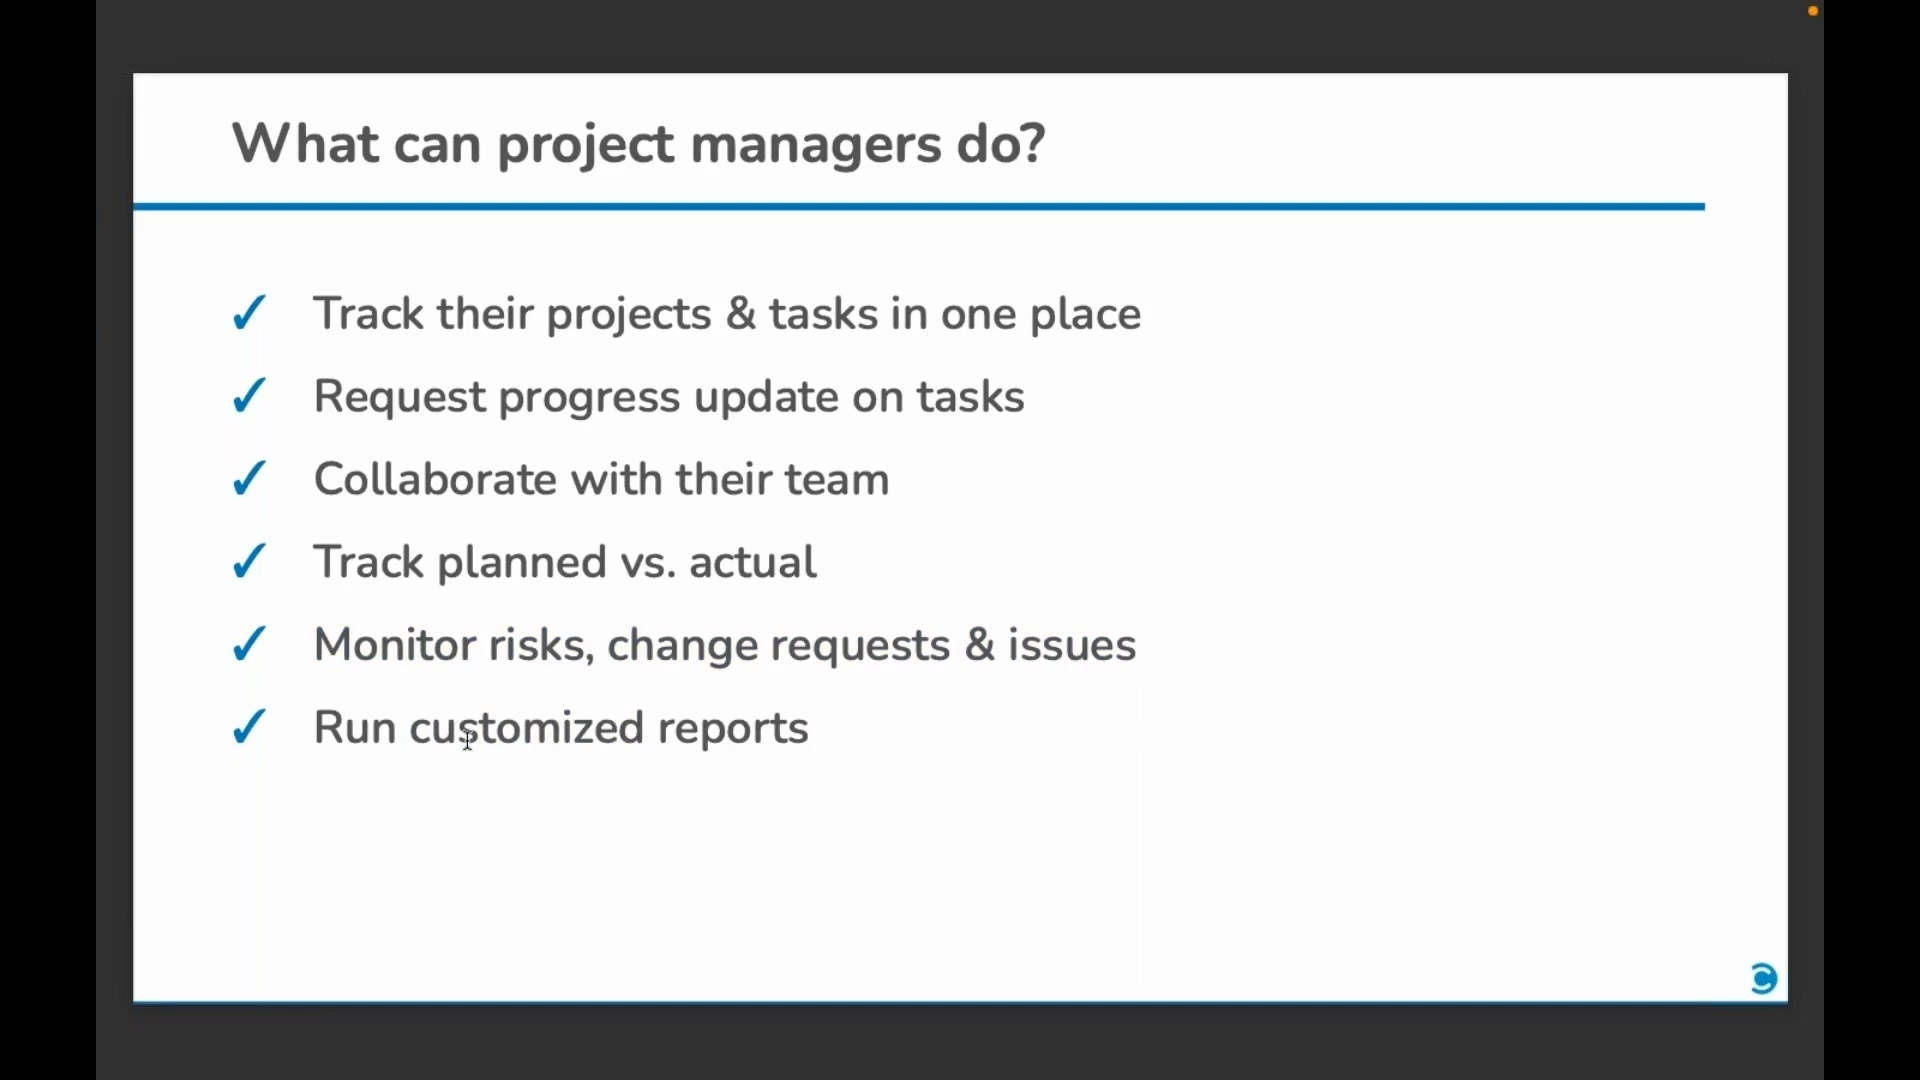 What can project managers do?
✓ Track their projects & tasks in one place
✓ Request progress update on tasks
✓ Collaborate with their team
✓ Track planned vs. actual
✓ Monitor risks, change requests & issues
✓ Run customized reports